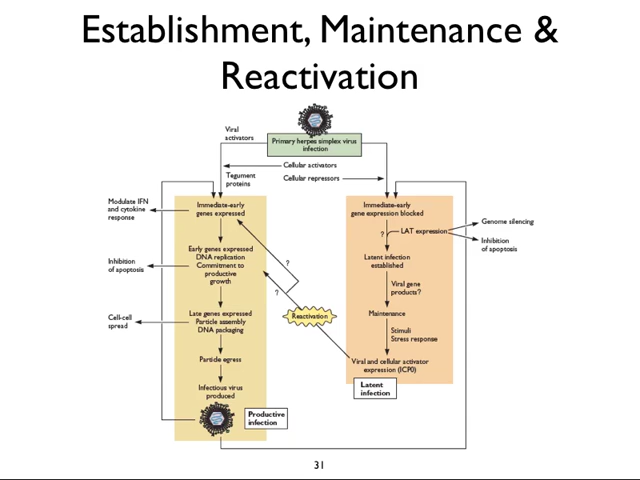 Establishment, Maintenance &
Reactivation
Viral
activators
Primary herpes simplex virus
infection
Cellular activators
Tegument
proteins
Cellular repressors
Modulate IFN
and cytokine
response
Immediate-early
genes expressed
Inhibition
of apoptosis
Early genes expressed
DNA replication
Commitment to
productive
growth
Cell-cell
spread
Late genes expressed
Particle assembly
DNA packaging
Particle egress
Infectious virus
produced
Productive
infection
?
?
Reactivation
Immediate-early
gene expression blocked
?
LAT expression
Genome silencing
Inhibition
of apoptosis
Latent infection
established
Viral gene
products?
Maintenance
Stimuli
Stress response
Viral and cellular activator
expression (ICP0)
Latent
infection
31